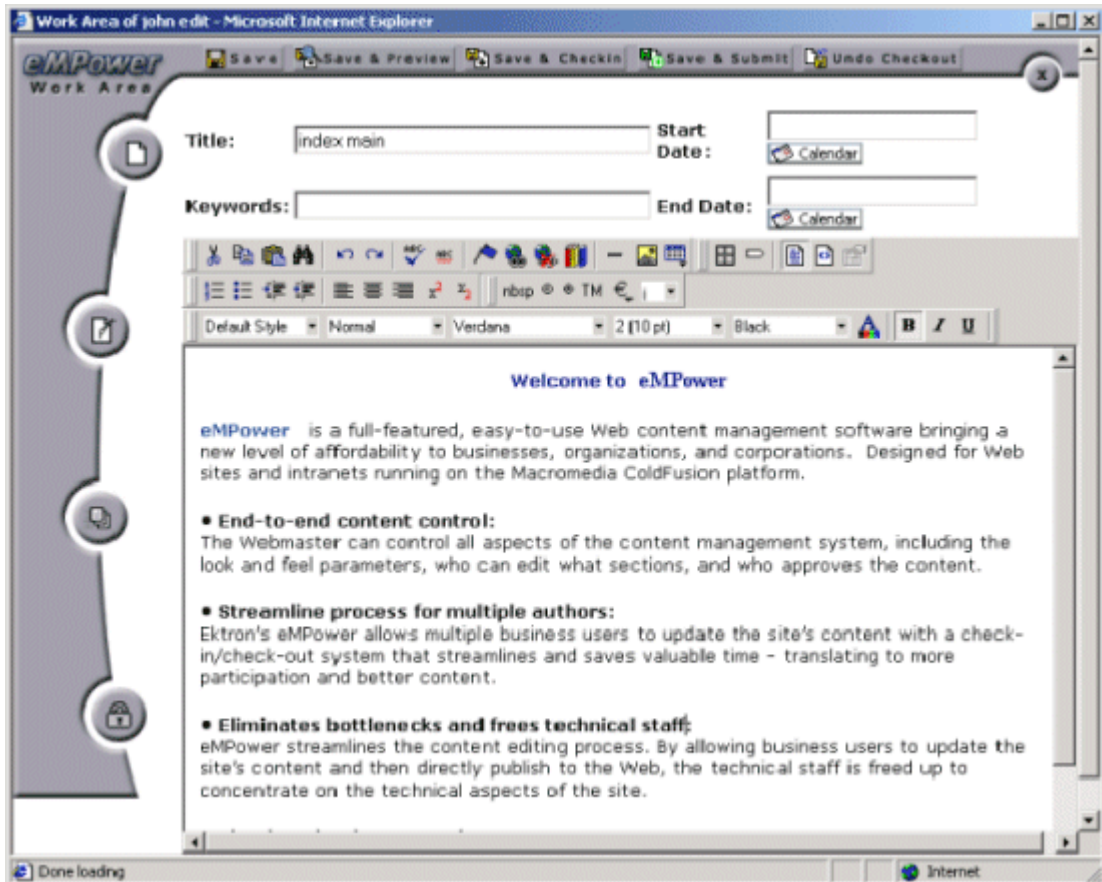 Work Area of john edit - Microsoft Internet Explorer
eMPower
Work Area
Save Save & Preview Save & Checkin Save & Submit Undo Checkout
X
Title: index main Start Date:
Calendar
Keywords: End Date:
Calendar
ABC
nbsp © ® TM €
Default Style Normal Verdana 2 (10 pt) Black A B I U
Welcome to eMPower
eMPower is a full-featured, easy-to-use Web content management software bringing a
new level of affordability to businesses, organizations, and corporations. Designed for Web
sites and intranets running on the Macromedia ColdFusion platform.
• End-to-end content control:
The Webmaster can control all aspects of the content management system, including the
look and feel parameters, who can edit what sections, and who approves the content.
• Streamline process for multiple authors:
Ektron's eMPower allows multiple business users to update the site's content with a check-
in/check-out system that streamlines and saves valuable time - translating to more
participation and better content.
• Eliminates bottlenecks and frees technical staff:
eMPower streamlines the content editing process. By allowing business users to update the
site's content and then directly publish to the Web, the technical staff is freed up to
concentrate on the technical aspects of the site.
Done loading Internet